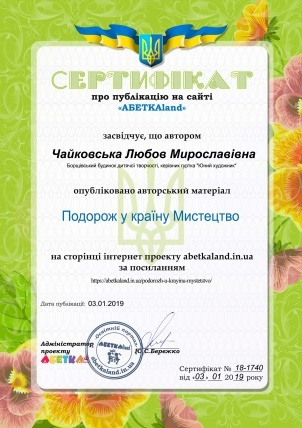 СЕРТИФІКАТ
про публікацію на сайті
«АБЕТКАland»
засвідчує, що автором
Чайковська Любов Мирославівна
Борщівський будинок дитячої творчості, керівник гуртка "Юний художник"
опубліковано авторський матеріал
Подорож у країну Мистецтво
на сторінці інтернет проекту abetkaland.in.ua
за посиланням
https://abetkaland.in.ua/podorozh-u-krayinu-mystetstvo/
Дата публікації: 03.01.2019
Адміністратор
проекту
АБЕТКА
Ю.С.Бережко
АБЕТКАland
abetkaland.in.ua
Сертифікат № 18-1740
від «03» 01 2019 року